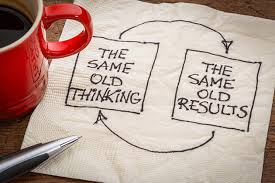 THE
SAME
OLD
THINKING
THE
SAME
OLD
RESULTS